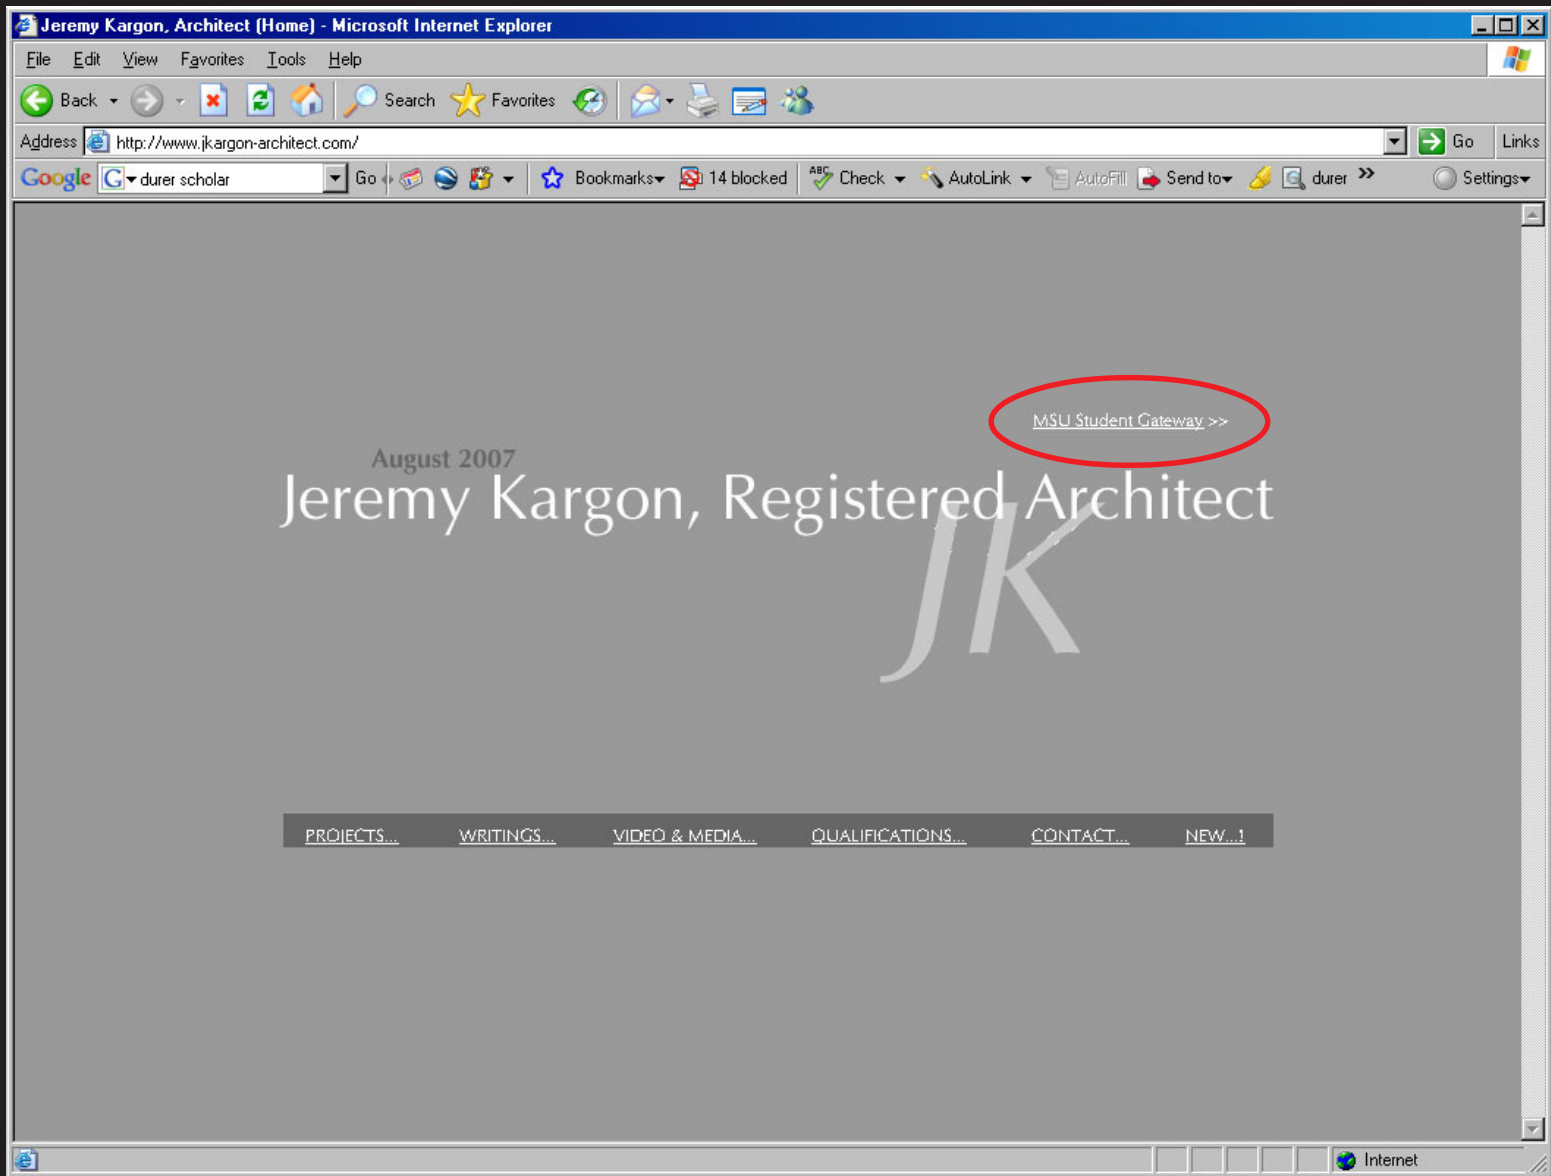 Jeremy Kargon, Architect (Home) - Microsoft Internet Explorer
File Edit View Favorites Tools Help
Back Search Favorites
Address http://www.jkargon-architect.com/ Go Links
Google G durer scholar Go Bookmarks 14 blocked ABC Check AutoLink AutoFill Send to durer >> Settings
MSU Student Gateway >>
August 2007
Jeremy Kargon, Registered Architect
JK
PROJECTS... WRITINGS... VIDEO & MEDIA... QUALIFICATIONS... CONTACT... NEW...!
Internet